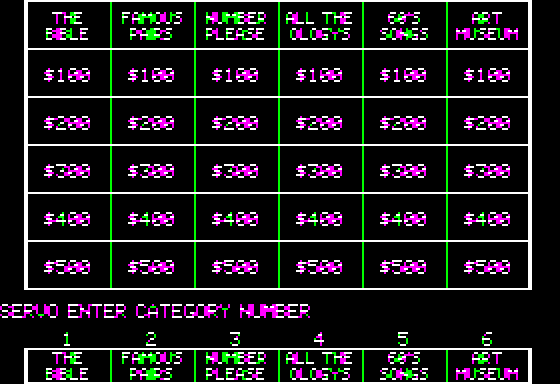 THE FAMOUS NUMBER ALL THE 60'S ART
BIBLE PAIRS PLEASE OLOGYS SONGS MUSEUM
$100 $100 $100 $100 $100 $100
$200 $200 $200 $200 $200 $200
$300 $300 $300 $300 $300 $300
$400 $400 $400 $400 $400 $400
$500 $500 $500 $500 $500 $500
SERVO ENTER CATEGORY NUMBER
1 2 3 4 5 6
THE FAMOUS NUMBER ALL THE 60'S ART
BIBLE PAIRS PLEASE OLOGYS SONGS MUSEUM